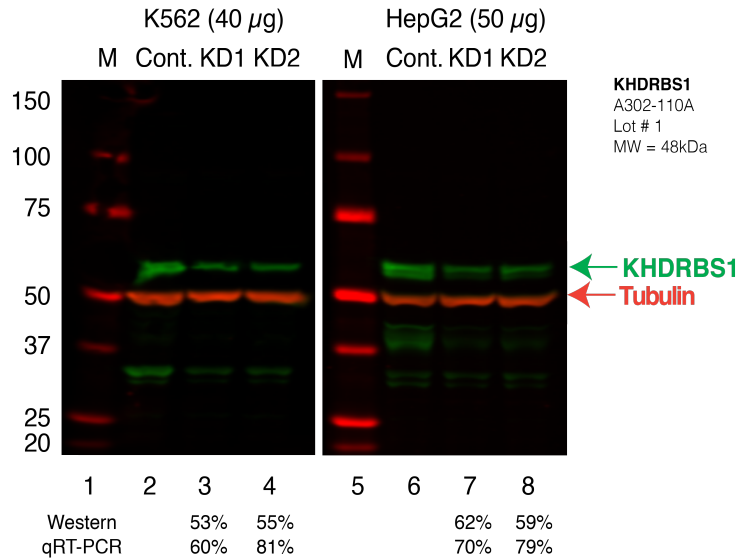 K562 (40 µg) HepG2 (50 µg)
M Cont. KD1 KD2 M Cont. KD1 KD2
KHDRBS1
A302-110A
Lot # 1
MW = 48kDa
150
100
75
50
37
25
20
KHDRBS1
Tubulin
1 2 3 4 5 6 7 8
Western 53% 55% 62% 59%
qRT-PCR 60% 81% 70% 79%